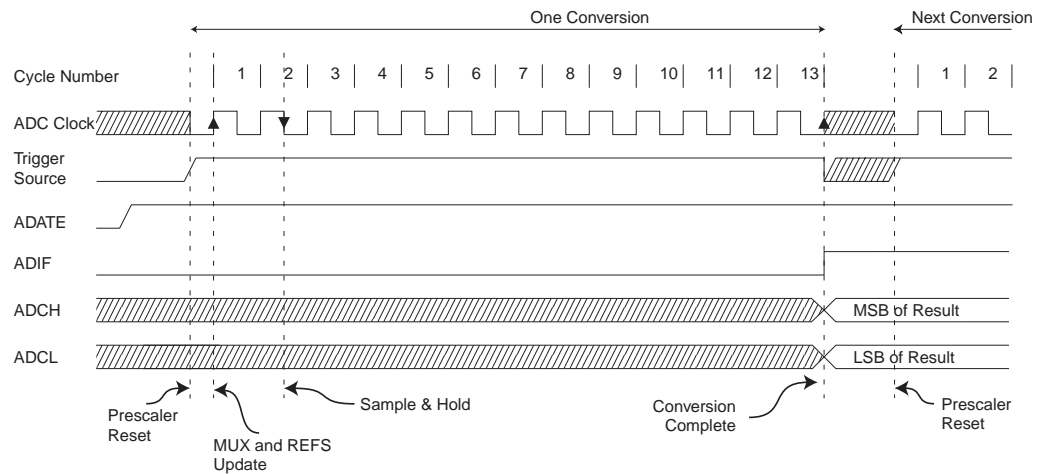 One Conversion
Next Conversion
Cycle Number
1 2 3 4 5 6 7 8 9 10 11 12 13 1 2
ADC Clock
Trigger
Source
ADATE
ADIF
ADCH
MSB of Result
ADCL
LSB of Result
Prescaler
Reset
MUX and REFS
Update
Sample & Hold
Conversion
Complete
Prescaler
Reset